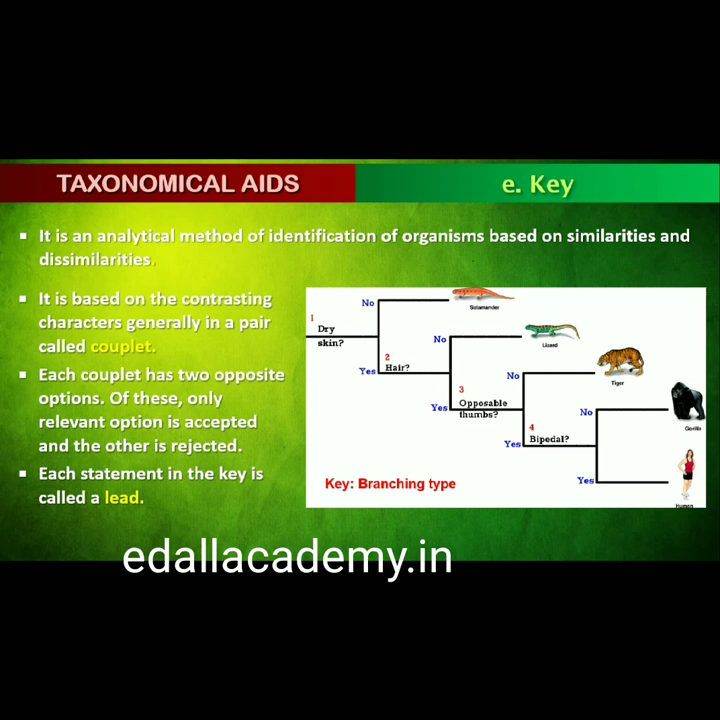 TAXONOMICAL AIDS
e. Key
▪ It is an analytical method of identification of organisms based on similarities and
dissimilarities.
▪ It is based on the contrasting
characters generally in a pair
called couplet.
▪ Each couplet has two opposite
options. Of these, only
relevant option is accepted
and the other is rejected.
▪ Each statement in the key is
called a lead.
1
Dry
skin?
No
Salamander
Yes
2
Hair?
No
Lizard
Yes
3
Opposable
thumbs?
No
Tiger
Yes
4
Bipedal?
No
Gorilla
Yes
Human
Key: Branching type
edallacademy.in